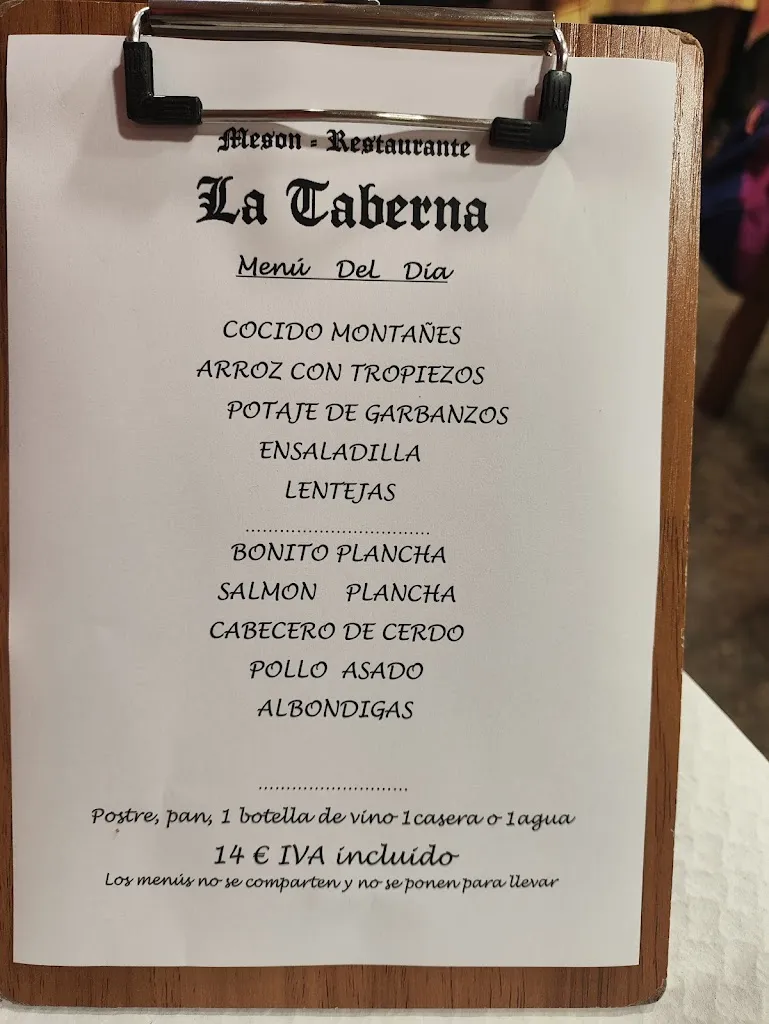 Meson - Restaurante
La Taberna
Menú Del Día
COCIDO MONTAÑES
ARROZ CON TROPIEZOS
POTAJE DE GARBANZOS
ENSALADILLA
LENTEJAS
................................
BONITO PLANCHA
SALMON PLANCHA
CABECERO DE CERDO
POLLO ASADO
ALBONDIGAS
..........................
Postre, pan, 1 botella de vino 1casera o 1agua
14 € IVA incluido
Los menús no se comparten y no se ponen para llevar